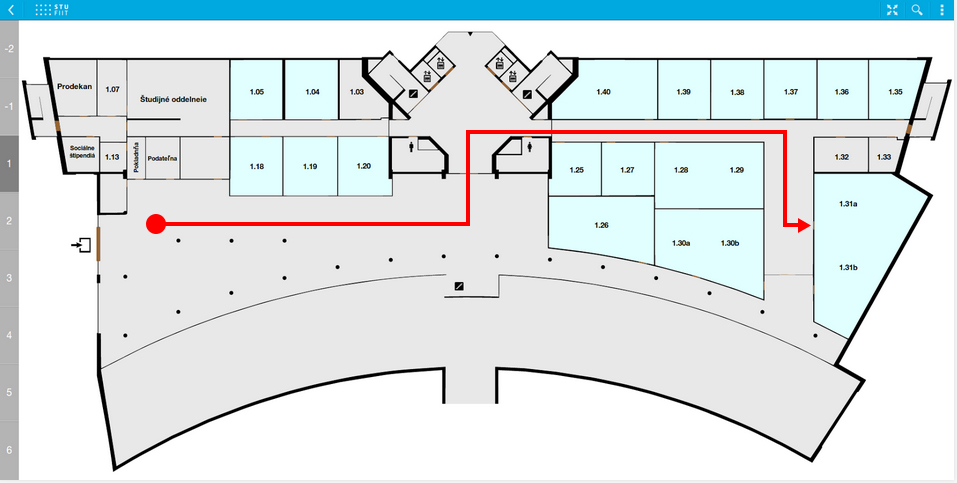 STU
FIIT
-2
-1
1
2
3
4
5
6
Prodekan
1.07
Študijné oddelneie
1.05
1.04
1.03
1.40
1.39
1.38
1.37
1.36
1.35
Sociálne
štipendiá
1.13
Pokladňa
Podateľna
1.18
1.19
1.20
1.25
1.27
1.28
1.29
1.32
1.33
1.26
1.30a
1.30b
1.31a
1.31b